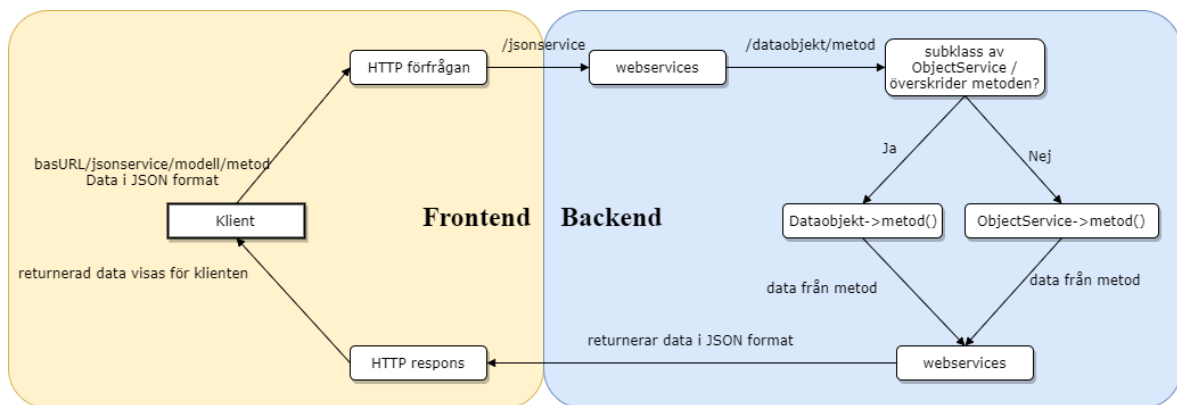 /jsonservice
/dataobjekt/metod
HTTP förfrågan
webservices
subklass av
ObjectService /
överskrider metoden?
Ja
Nej
basURL/jsonservice/modell/metod
Data i JSON format
Klient
Frontend
Backend
Dataobjekt->metod()
ObjectService->metod()
returnerad data visas för klienten
data från metod
data från metod
returnerar data i JSON format
HTTP respons
webservices